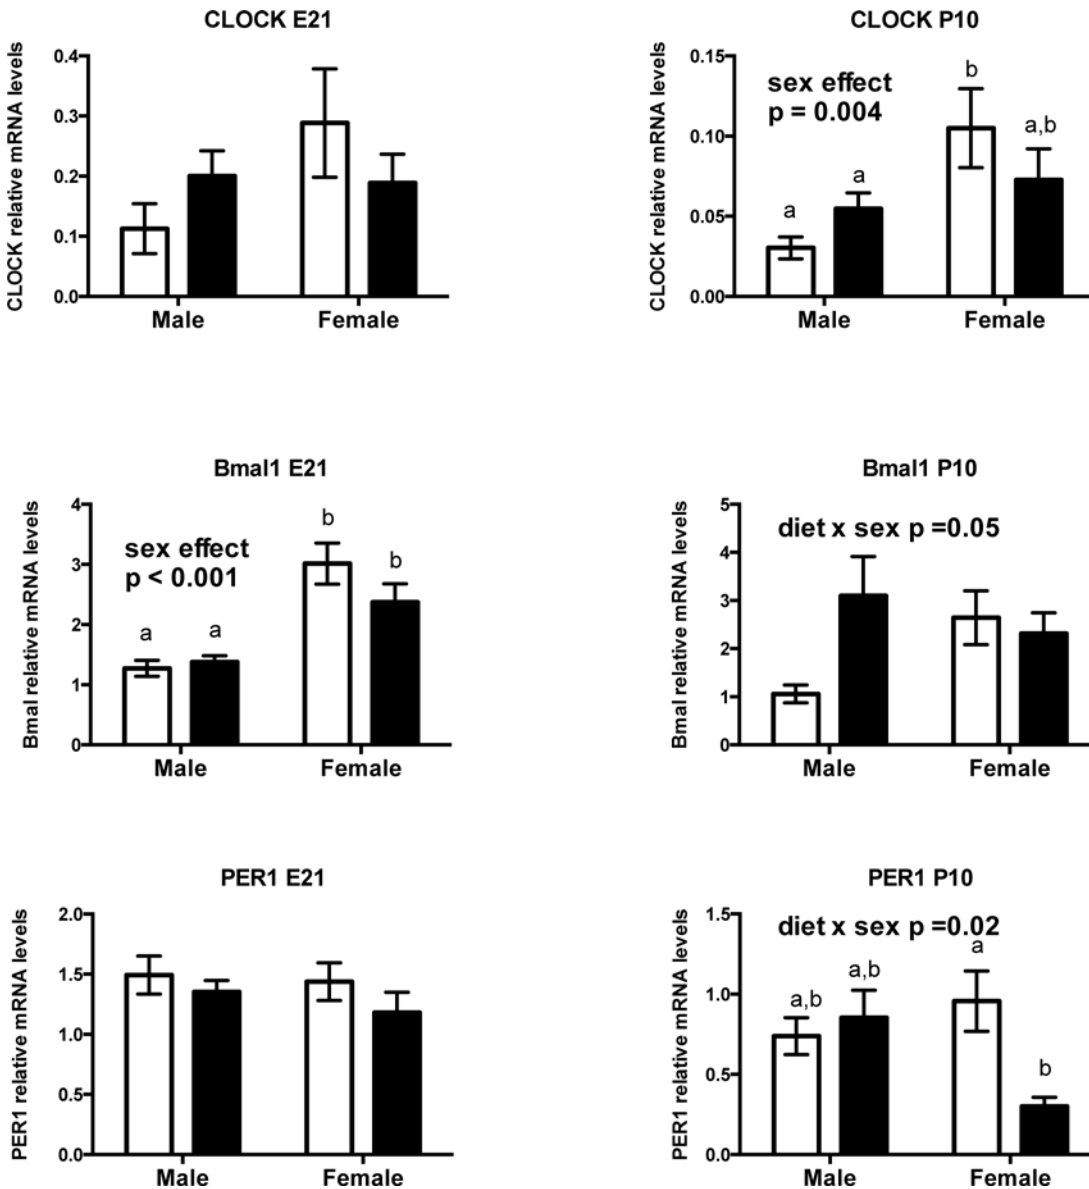 CLOCK E21
CLOCK relative mRNA levels
0.4
0.3
0.2
0.1
0.0
Male
Female
CLOCK P10
CLOCK relative mRNA levels
0.15
0.10
0.05
0.00
sex effect
p = 0.004
a
a
b
a,b
Male
Female
Bmal1 E21
Bmal relative mRNA levels
4
3
2
1
0
sex effect
p < 0.001
a
a
b
b
Male
Female
Bmal1 P10
Bmal relative mRNA levels
5
4
3
2
1
0
diet x sex p =0.05
Male
Female
PER1 E21
PER1 relative mRNA levels
2.0
1.5
1.0
0.5
0.0
Male
Female
PER1 P10
PER1 relative mRNA levels
1.5
1.0
0.5
0.0
diet x sex p =0.02
a,b
a,b
a
b
Male
Female